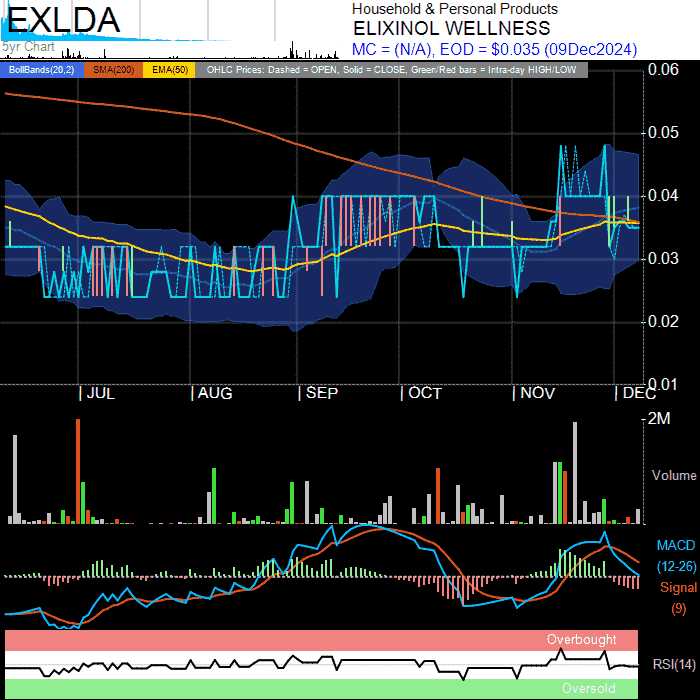 EXLDA
5yr Chart
Household & Personal Products
ELIXINOL WELLNESS
MC = (N/A), EOD = $0.035 (09Dec2024)
BollBands(20,2) SMA(200) EMA(50) OHLC Prices: Dashed = OPEN, Solid = CLOSE, Green/Red bars = Intra-day HIGH/LOW
0.06
0.05
0.04
0.03
0.02
0.01
| JUL | AUG | SEP | OCT | NOV | DEC
2M
Volume
MACD
(12-26)
Signal
(9)
Overbought
RSI(14)
Oversold